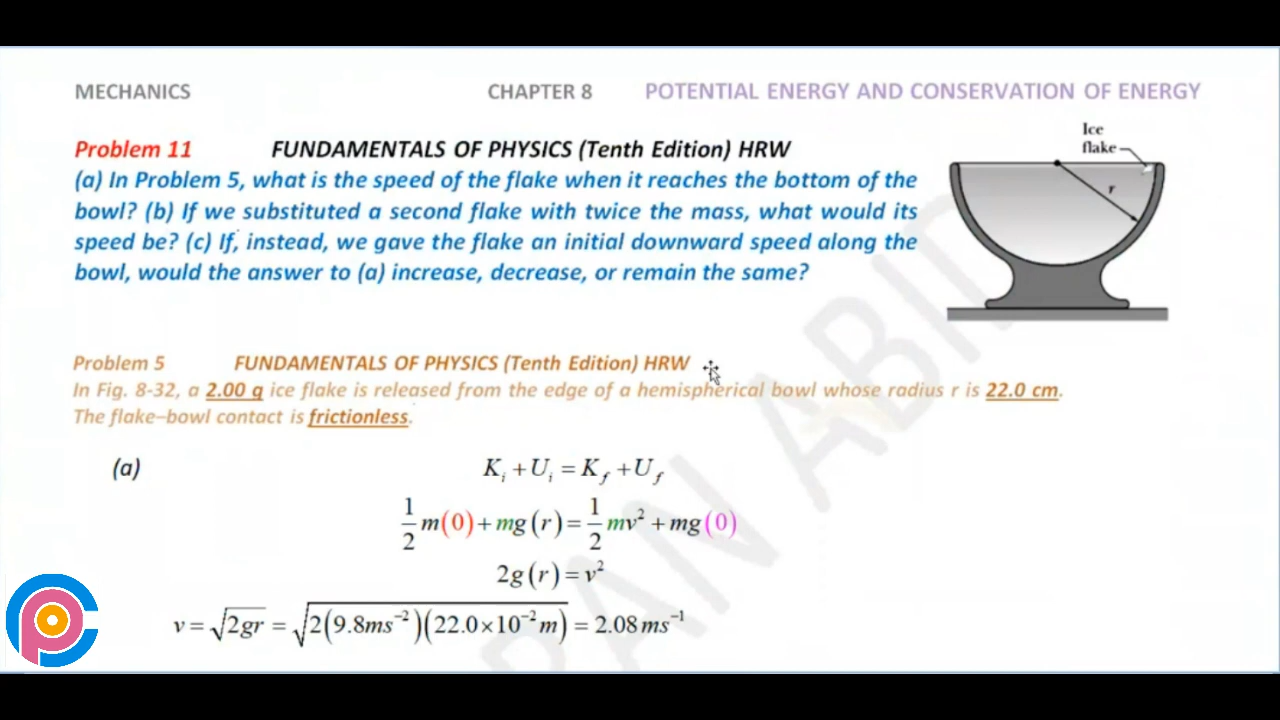 MECHANICS CHAPTER 8 POTENTIAL ENERGY AND CONSERVATION OF ENERGY
Problem 11 FUNDAMENTALS OF PHYSICS (Tenth Edition) HRW
(a) In Problem 5, what is the speed of the flake when it reaches the bottom of the
bowl? (b) If we substituted a second flake with twice the mass, what would its
speed be? (c) If, instead, we gave the flake an initial downward speed along the
bowl, would the answer to (a) increase, decrease, or remain the same?
Ice
flake
r
Problem 5 FUNDAMENTALS OF PHYSICS (Tenth Edition) HRW
In Fig. 8-32, a 2.00 g ice flake is released from the edge of a hemispherical bowl whose radius r is 22.0 cm.
The flake–bowl contact is frictionless.
(a) K_i + U_i = K_f + U_f
1/2 m(0) + mg(r) = 1/2 mv² + mg(0)
2g(r) = v²
v = √2gr = √2(9.8ms⁻²)(22.0×10⁻²m) = 2.08 ms⁻¹
PAN ABID